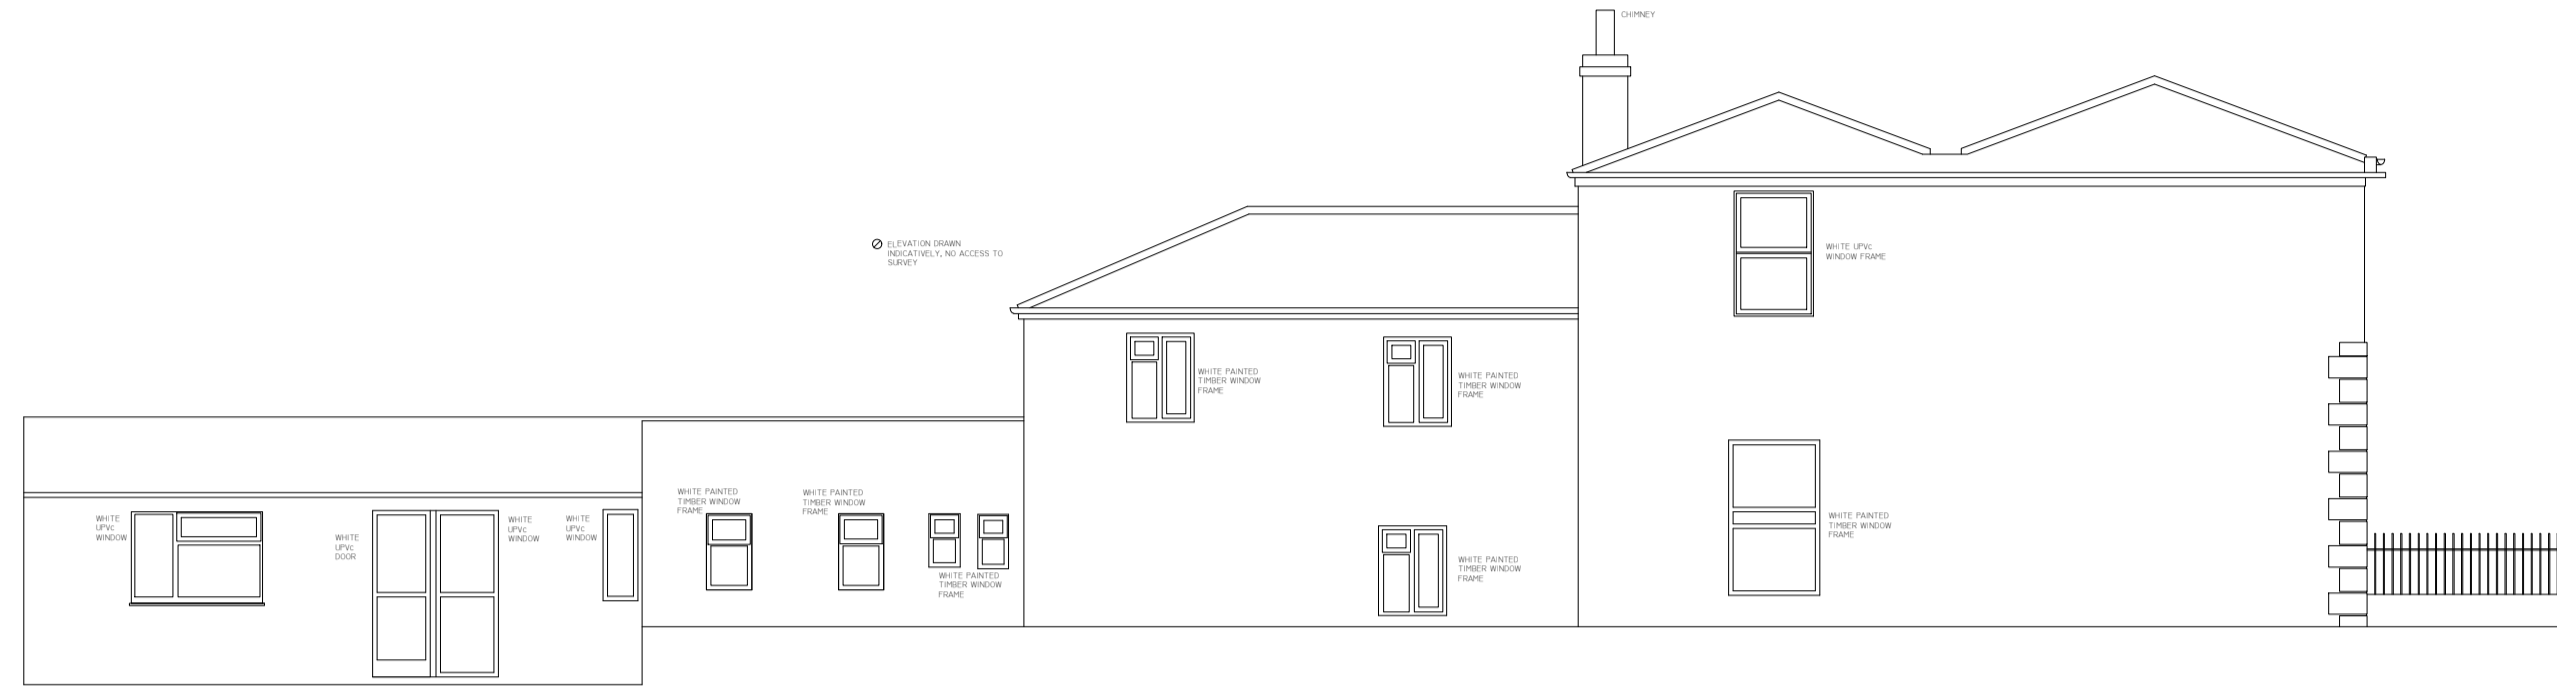 CHIMNEY
ELEVATION DRAWN
INDICATIVELY, NO ACCESS TO
SURVEY
WHITE UPVc
WINDOW FRAME
WHITE PAINTED
TIMBER WINDOW
FRAME
WHITE PAINTED
TIMBER WINDOW
FRAME
WHITE
UPVc
WINDOW
WHITE
UPVc
DOOR
WHITE
UPVc
WINDOW
WHITE
UPVc
WINDOW
WHITE PAINTED
TIMBER WINDOW
FRAME
WHITE PAINTED
TIMBER WINDOW
FRAME
WHITE PAINTED
TIMBER WINDOW
FRAME
WHITE PAINTED
TIMBER WINDOW
FRAME
WHITE PAINTED
TIMBER WINDOW
FRAME